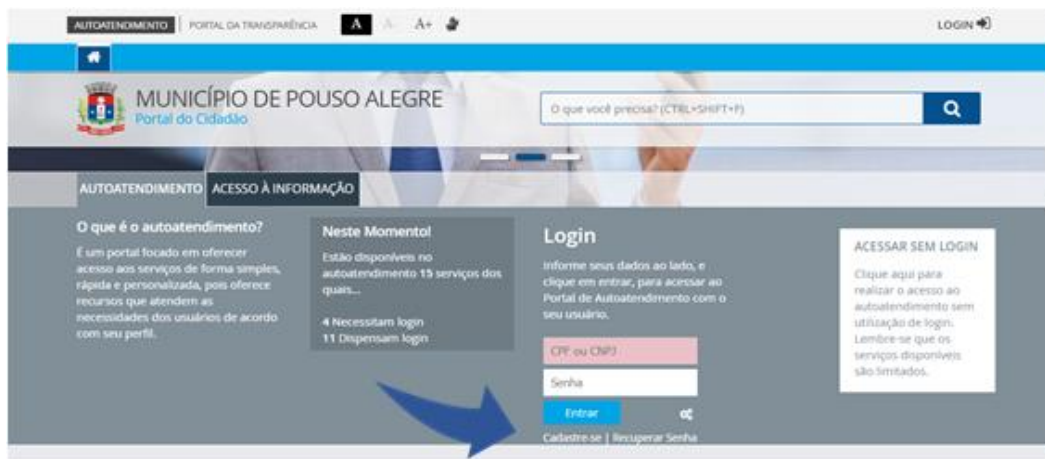 AUTOATENDIMENTO | PORTAL DA TRANSPARÊNCIA A A- A+ LOGIN
MUNICÍPIO DE POUSO ALEGRE
Portal do Cidadão
O que você precisa? (CTRL+SHIFT+F)
AUTOATENDIMENTO ACESSO À INFORMAÇÃO
O que é o autoatendimento?
É um portal focado em oferecer
acesso aos serviços de forma simples,
rápida e personalizada, pois oferece
recursos que atendem as
necessidades dos usuários de acordo
com seu perfil.
Neste Momento!
Estão disponíveis no
autoatendimento 15 serviços dos
quais...
4 Necessitam login
11 Dispensam login
Login
Informe seus dados ao lado, e
clique em entrar, para acessar ao
Portal de Autoatendimento com o
seu usuário.
CPF ou CNPJ
Senha
Entrar
Cadastre-se | Recuperar Senha
ACESSAR SEM LOGIN
Clique aqui para
realizar o acesso ao
autoatendimento sem
utilização de login.
Lembre-se que os
serviços disponíveis
são limitados.